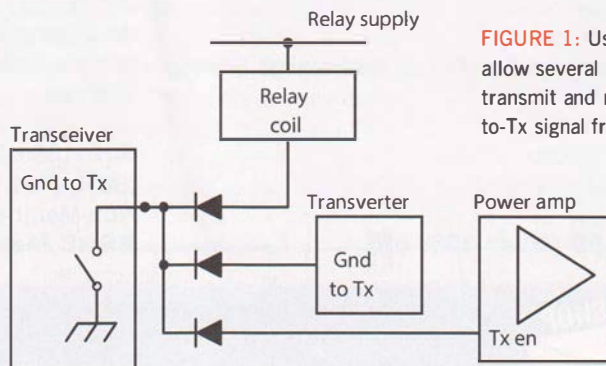 Relay supply
FIGURE 1: Us
allow several
transmit and r
to-Tx signal fr
Relay
coil
Transceiver
Gnd to Tx
Transverter
Gnd
to Tx
Power amp
Tx en